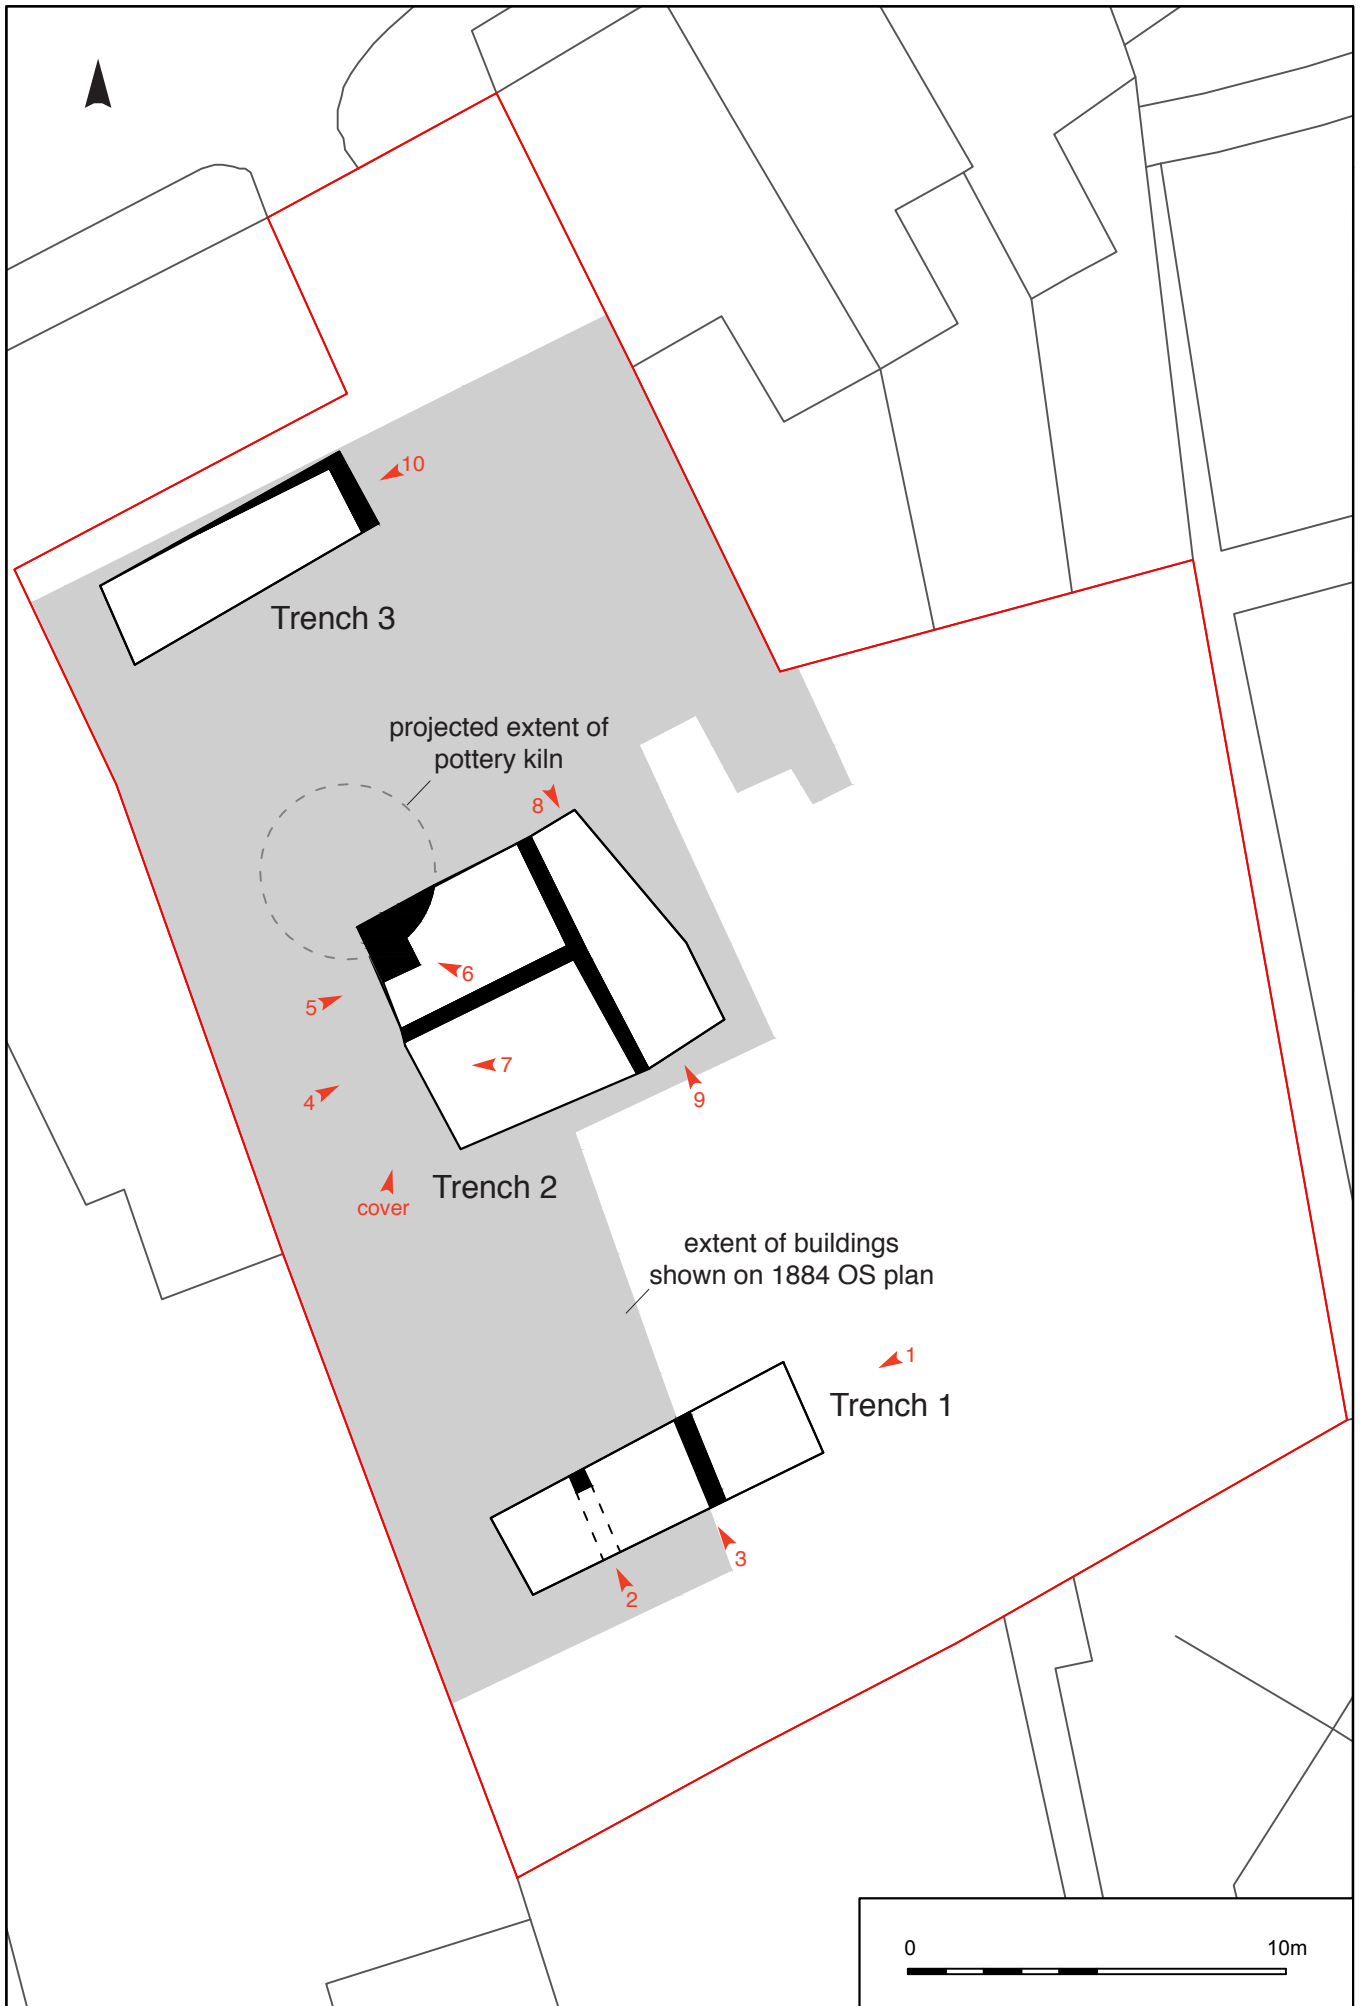 10
Trench 3
projected extent of
pottery kiln
8
6
5
7
4
9
Trench 2
cover
extent of buildings
shown on 1884 OS plan
1
Trench 1
3
2
0 10m